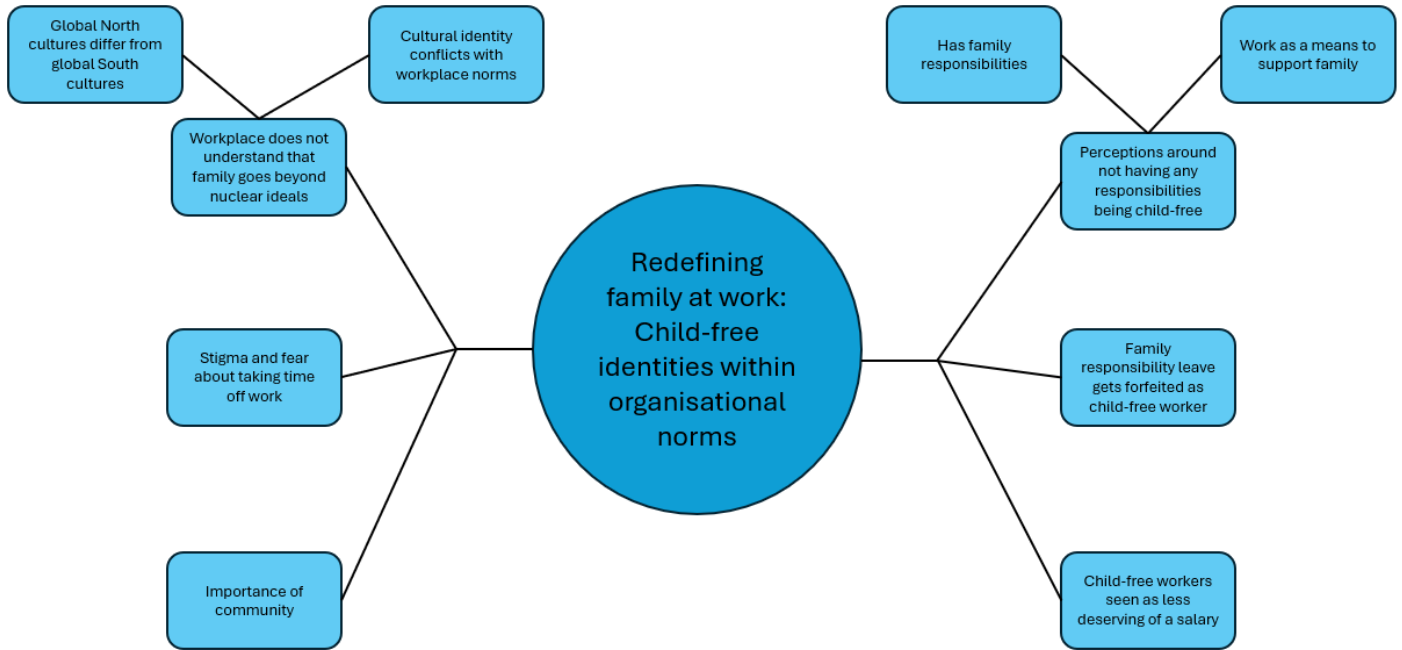 Global North
cultures differ from
global South
cultures
Cultural identity
conflicts with
workplace norms
Has family
responsibilities
Work as a means to
support family
Workplace does not
understand that
family goes beyond
nuclear ideals
Perceptions around
not having any
responsibilities
being child-free
Redefining
family at work:
Child-free
identities within
organisational
norms
Stigma and fear
about taking time
off work
Family
responsibility leave
gets forfeited as
child-free worker
Importance of
community
Child-free workers
seen as less
deserving of a salary